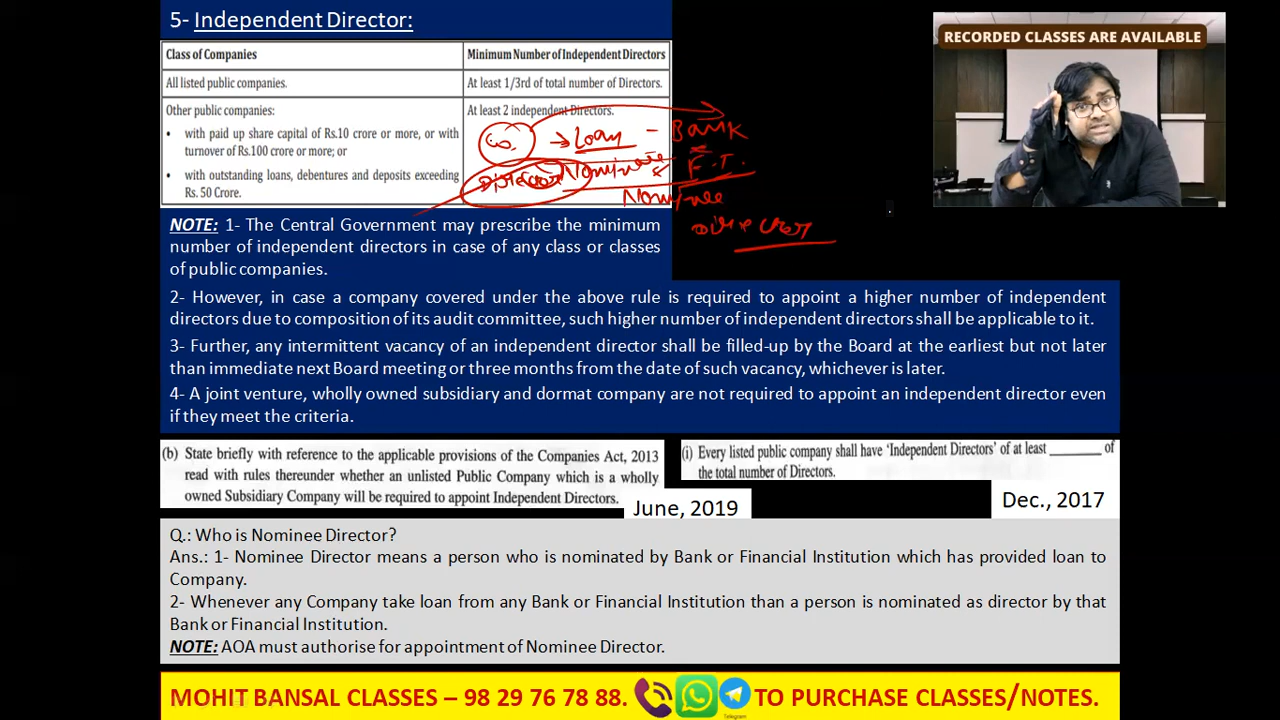 5- Independent Director:
RECORDED CLASSES ARE AVAILABLE
Class of Companies
Minimum Number of Independent Directors
All listed public companies.
At least 1/3rd of total number of Directors.
Other public companies:
At least 2 independent Directors.
• with paid up share capital of Rs.10 crore or more, or with
turnover of Rs.100 crore or more; or
• with outstanding loans, debentures and deposits exceeding
Rs. 50 Crore.
Co. → Loan - Bank
Director Nominate F.I.
Nominee
Director
NOTE: 1- The Central Government may prescribe the minimum
number of independent directors in case of any class or classes
of public companies.
2- However, in case a company covered under the above rule is required to appoint a higher number of independent
directors due to composition of its audit committee, such higher number of independent directors shall be applicable to it.
3- Further, any intermittent vacancy of an independent director shall be filled-up by the Board at the earliest but not later
than immediate next Board meeting or three months from the date of such vacancy, whichever is later.
4- A joint venture, wholly owned subsidiary and dormat company are not required to appoint an independent director even
if they meet the criteria.
(b) State briefly with reference to the applicable provisions of the Companies Act, 2013
read with rules thereunder whether an unlisted Public Company which is a wholly
owned Subsidiary Company will be required to appoint Independent Directors.
June, 2019
(i) Every listed public company shall have 'Independent Directors' of at least ________ of
the total number of Directors.
Dec., 2017
Q.: Who is Nominee Director?
Ans.: 1- Nominee Director means a person who is nominated by Bank or Financial Institution which has provided loan to
Company.
2- Whenever any Company take loan from any Bank or Financial Institution than a person is nominated as director by that
Bank or Financial Institution.
NOTE: AOA must authorise for appointment of Nominee Director.
MOHIT BANSAL CLASSES – 98 29 76 78 88. TO PURCHASE CLASSES/NOTES.
Telegram